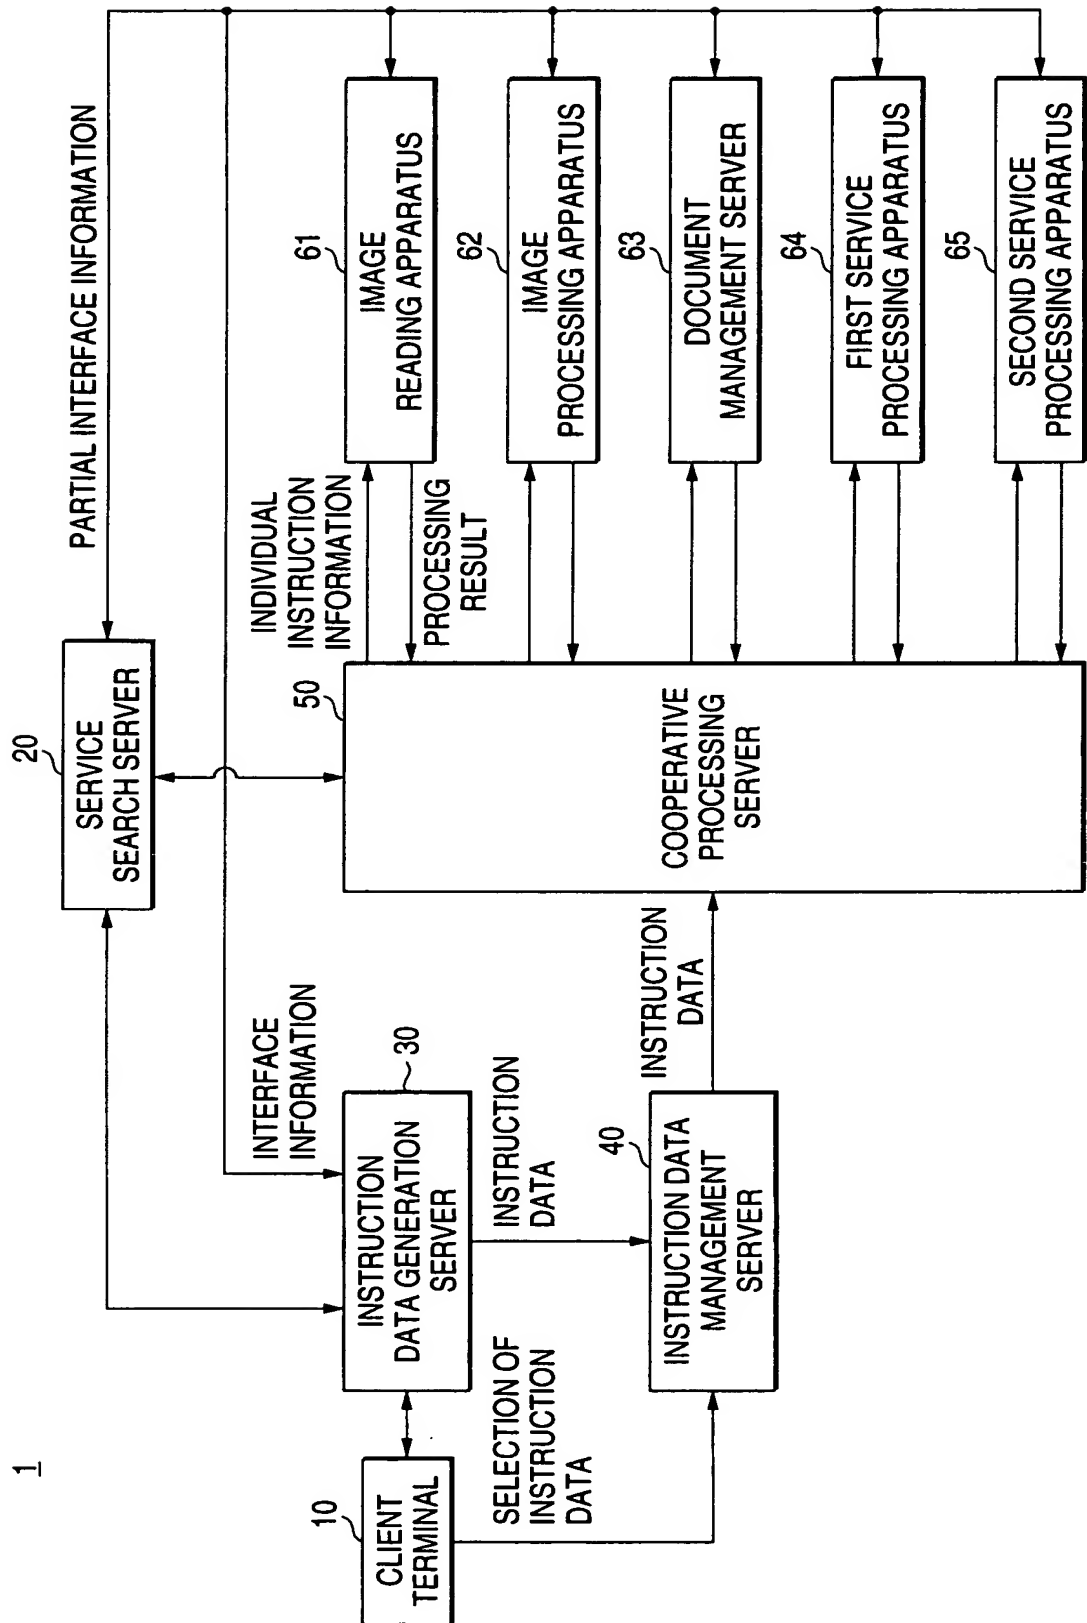 1
10
CLIENT
TERMINAL
SELECTION OF
INSTRUCTION
DATA
20
SERVICE
SEARCH SERVER
PARTIAL INTERFACE INFORMATION
INTERFACE
INFORMATION
30
INSTRUCTION
DATA GENERATION
SERVER
INSTRUCTION
DATA
40
INSTRUCTION DATA
MANAGEMENT
SERVER
INSTRUCTION
DATA
50
COOPERATIVE
PROCESSING
SERVER
INDIVIDUAL
INSTRUCTION
INFORMATION
PROCESSING
RESULT
61
IMAGE
READING APPARATUS
62
IMAGE
PROCESSING APPARATUS
63
DOCUMENT
MANAGEMENT SERVER
64
FIRST SERVICE
PROCESSING APPARATUS
65
SECOND SERVICE
PROCESSING APPARATUS